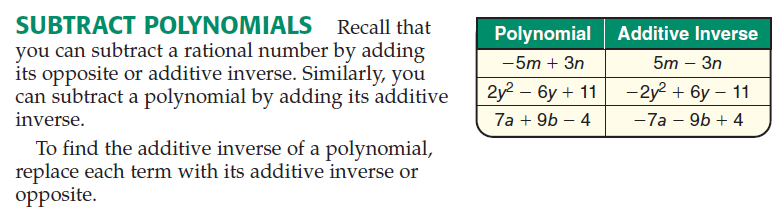 SUBTRACT POLYNOMIALS Recall that
you can subtract a rational number by adding
its opposite or additive inverse. Similarly, you
can subtract a polynomial by adding its additive
inverse.
To find the additive inverse of a polynomial,
replace each term with its additive inverse or
opposite.
Polynomial Additive Inverse
−5m + 3n 5m − 3n
2y² − 6y + 11 −2y² + 6y − 11
7a + 9b − 4 −7a − 9b + 4